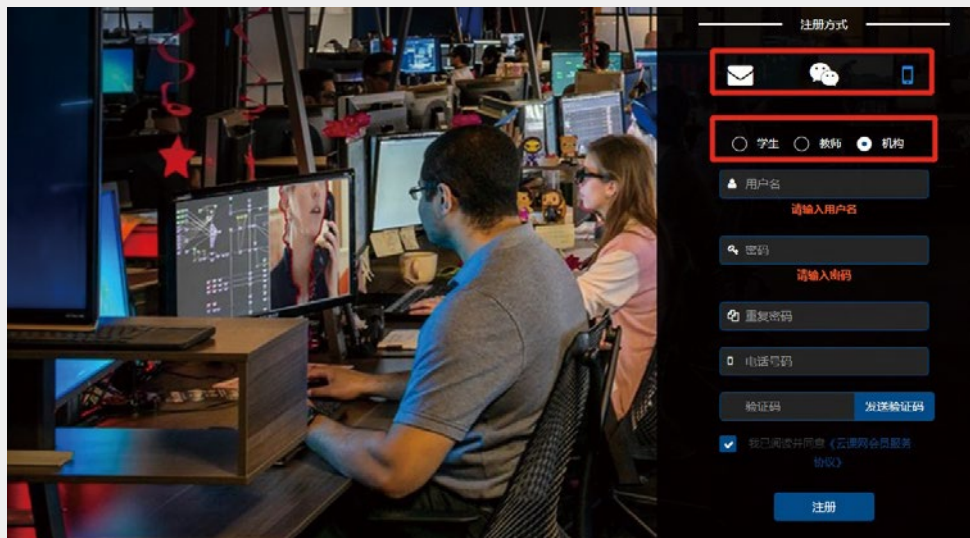 注册方式
学生 教师 机构
用户名
请输入用户名
密码
请输入密码
重复密码
电话号码
验证码 发送验证码
我已阅读并同意《云课网会员服务
协议》
注册